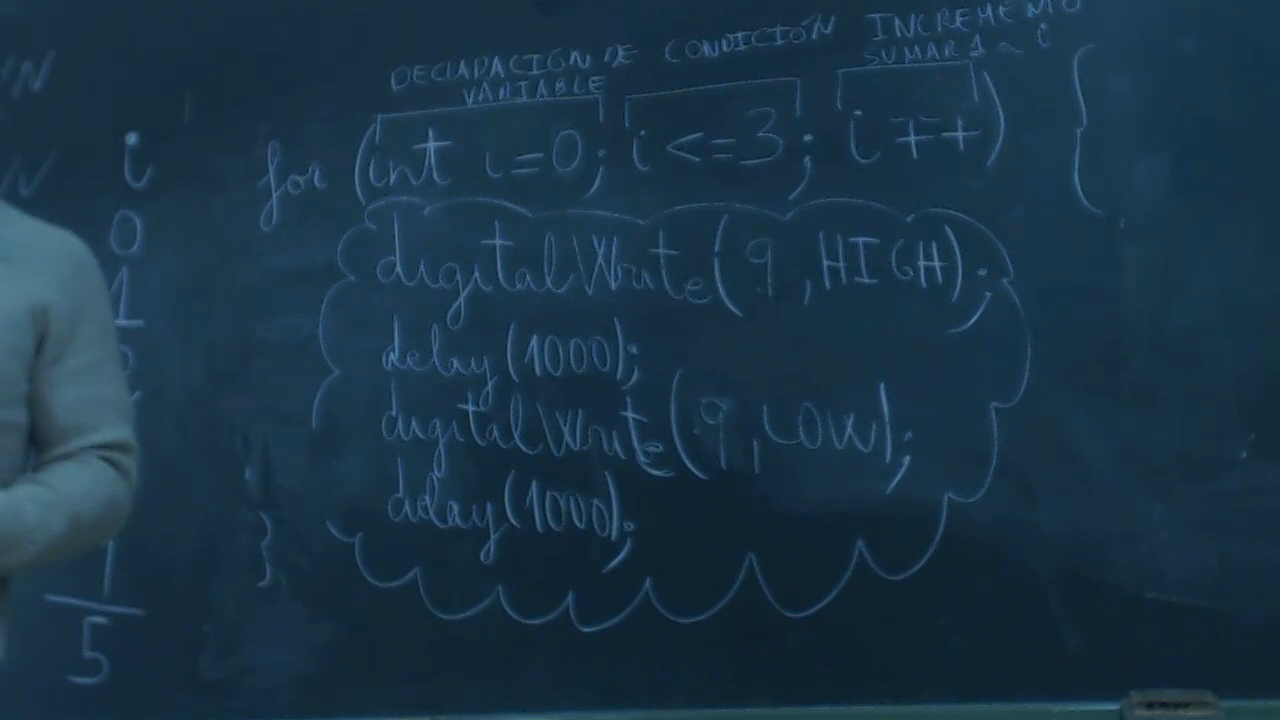 DECLARACIÓN DE VARIABLE
CONDICIÓN
INCREMENTO
SUMAR 1 a i
for (int i=0; i<=3; i++) {
digitalWrite(9,HIGH);
delay(1000);
digitalWrite(9,LOW);
delay(1000);
}
i
0
1
1
5